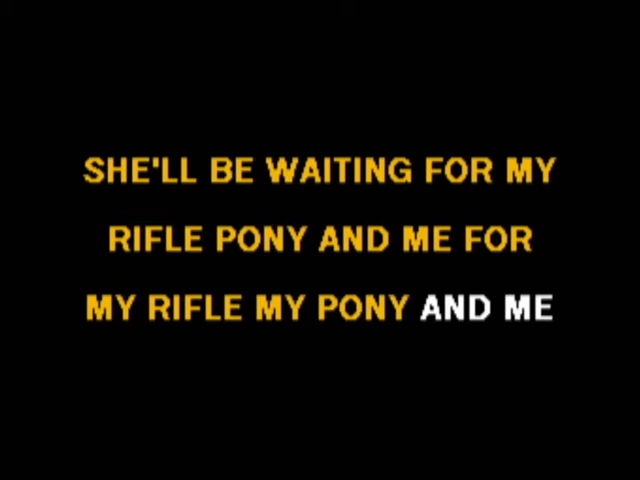 SHE'LL BE WAITING FOR MY
RIFLE PONY AND ME FOR
MY RIFLE MY PONY AND ME